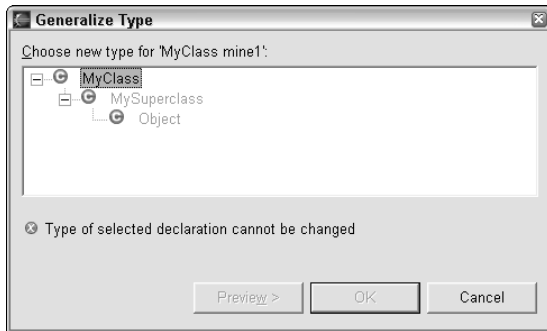 Generalize Type
Choose new type for 'MyClass mine1':
MyClass
MySuperclass
Object
Type of selected declaration cannot be changed
Preview >
OK
Cancel